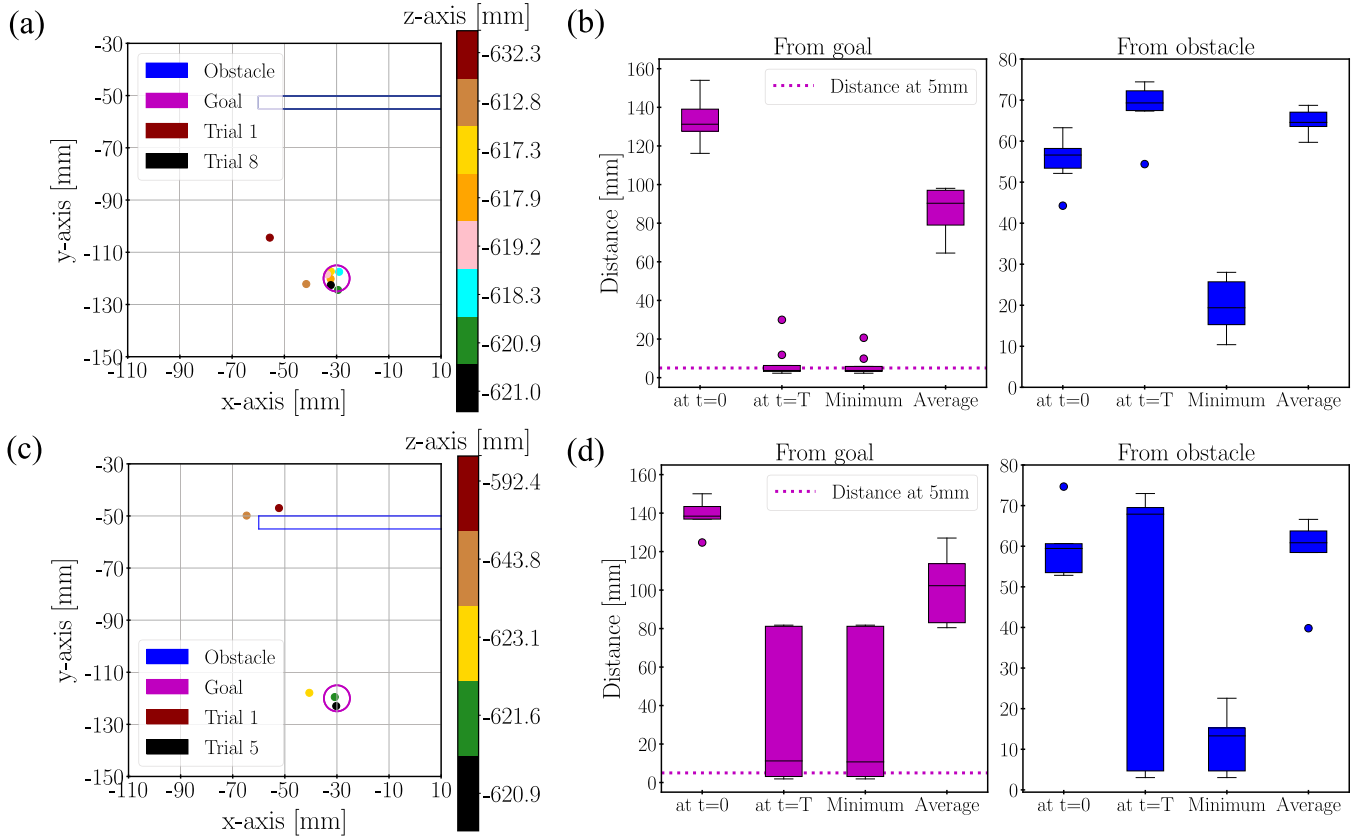 (a)
z-axis [mm]
-30
-50
-70
-90
-110
-130
-150
y-axis [mm]
Obstacle
Goal
Trial 1
Trial 8
-110
-90
-70
-50
-30
-10
10
x-axis [mm]
-632.3
-612.8
-617.3
-617.9
-619.2
-618.3
-620.9
-621.0
(b)
From goal
Distance [mm]
160
140
120
100
80
60
40
20
0
Distance at 5mm
at t=0
at t=T
Minimum
Average
From obstacle
80
70
60
50
40
30
20
10
0
at t=0
at t=T
Minimum
Average
(c)
z-axis [mm]
-30
-50
-70
-90
-110
-130
-150
y-axis [mm]
Obstacle
Goal
Trial 1
Trial 5
-110
-90
-70
-50
-30
-10
10
x-axis [mm]
-592.4
-643.8
-623.1
-621.6
-620.9
(d)
From goal
Distance [mm]
160
140
120
100
80
60
40
20
0
Distance at 5mm
at t=0
at t=T
Minimum
Average
From obstacle
80
70
60
50
40
30
20
10
0
at t=0
at t=T
Minimum
Average